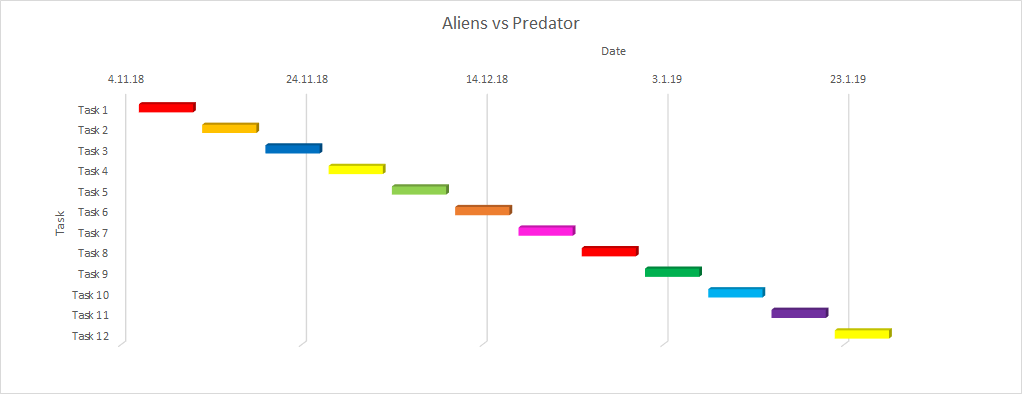 Aliens vs Predator
Date
4.11.18 24.11.18 14.12.18 3.1.19 23.1.19
Task
Task 1
Task 2
Task 3
Task 4
Task 5
Task 6
Task 7
Task 8
Task 9
Task 10
Task 11
Task 12